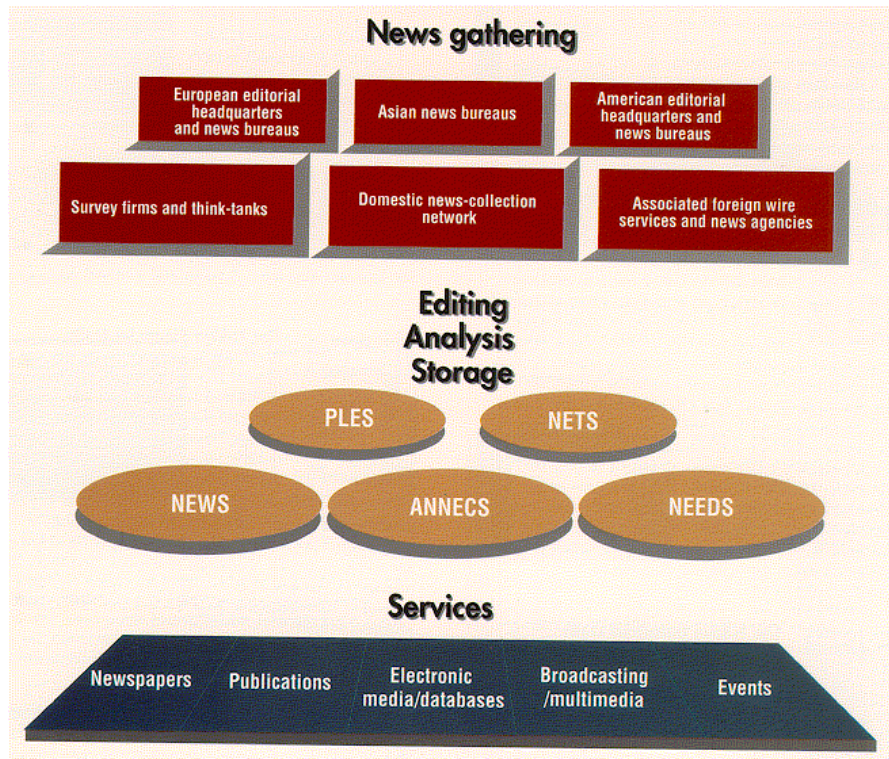 News gathering
European editorial
headquarters
and news bureaus
Asian news bureaus
American editorial
headquarters and
news bureaus
Survey firms and think-tanks
Domestic news-collection
network
Associated foreign wire
services and news agencies
Editing
Analysis
Storage
PLES
NETS
NEWS
ANNECS
NEEDS
Services
Newspapers
Publications
Electronic
media/databases
Broadcasting
/multimedia
Events